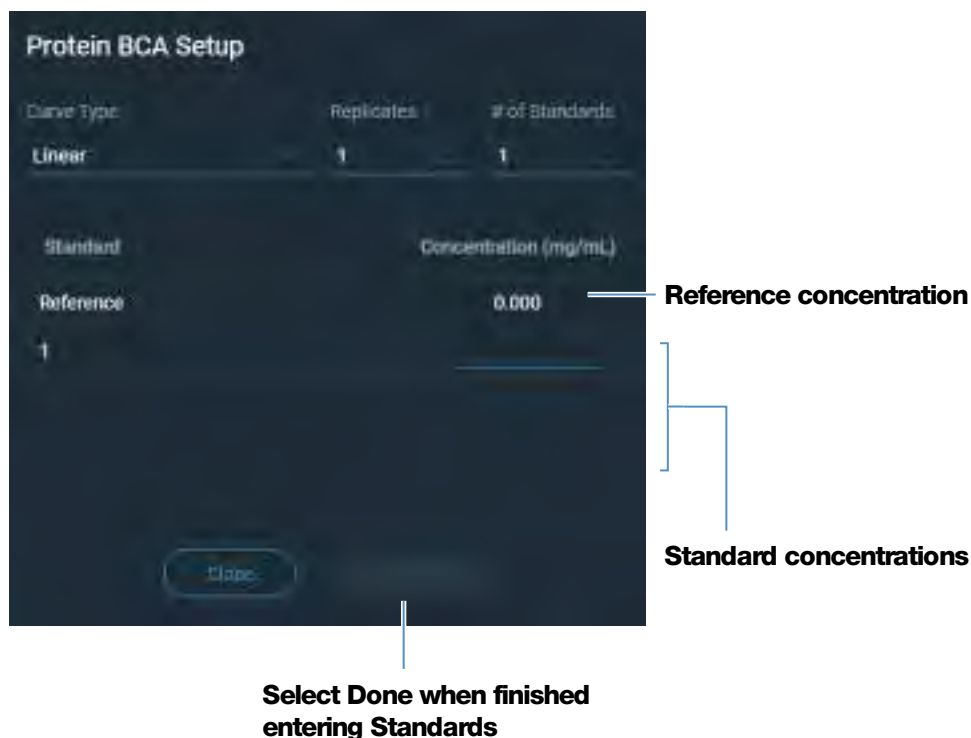 Protein BCA Setup
Curve Type Replicates # of Standards
Linear 1 1
Standard Concentration (mg/mL)
Reference 0.000
Reference concentration
1
Standard concentrations
Close
Select Done when finished
entering Standards